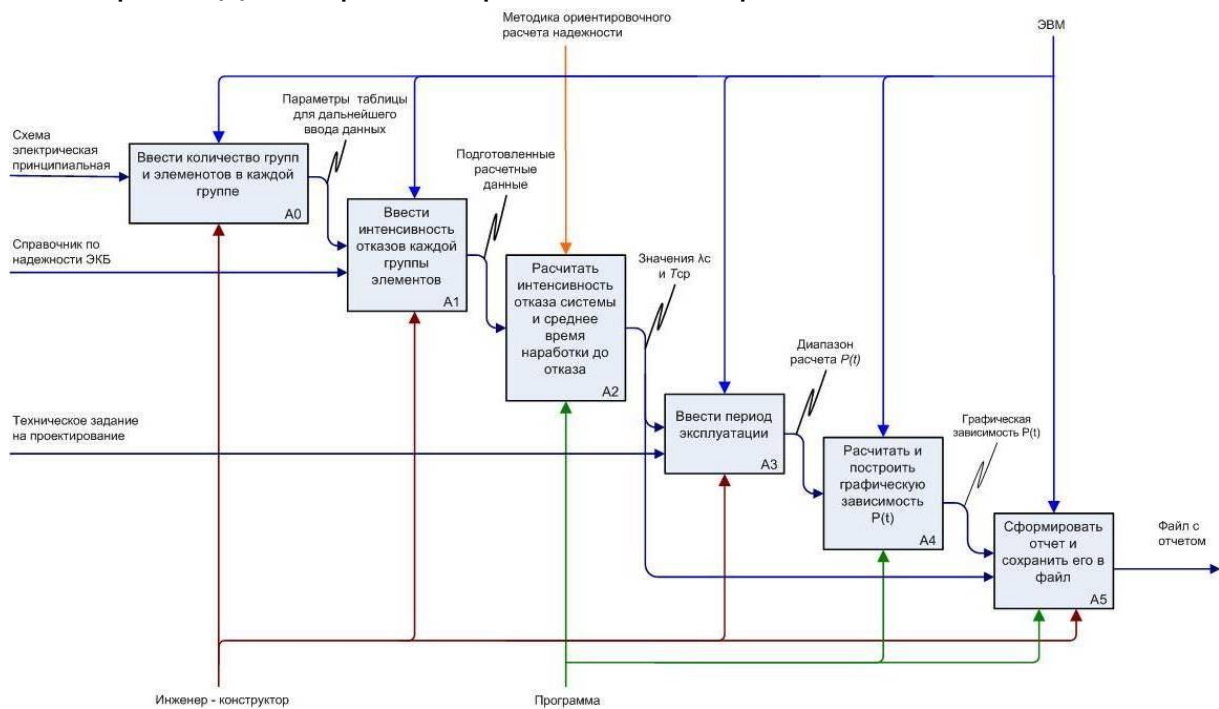 Методика ориентировочного
расчета надежности
ЭВМ
Параметры таблицы
для дальнейшего
ввода данных
Схема
электрическая
принципиальная
Ввести количество групп
и элеменотов в каждой
группе
A0
Подготовленные
расчетные
данные
Ввести
интенсивность
отказов каждой
группы
элементов
A1
Справочник по
надежности ЭКБ
Значения λc
и Tcp
Расчитать
интенсивность
отказа системы
и среднее
время
наработки до
отказа
A2
Диапазон
расчета P(t)
Техническое задание
на проектирование
Ввести период
эксплуатации
A3
Графическая
зависимость P(t)
Расчитать и
построить
графическую
зависимость
P(t)
A4
Сформировать
отчет и
сохранить его в
файл
A5
Файл с
отчетом
Инженер - конструктор
Программа